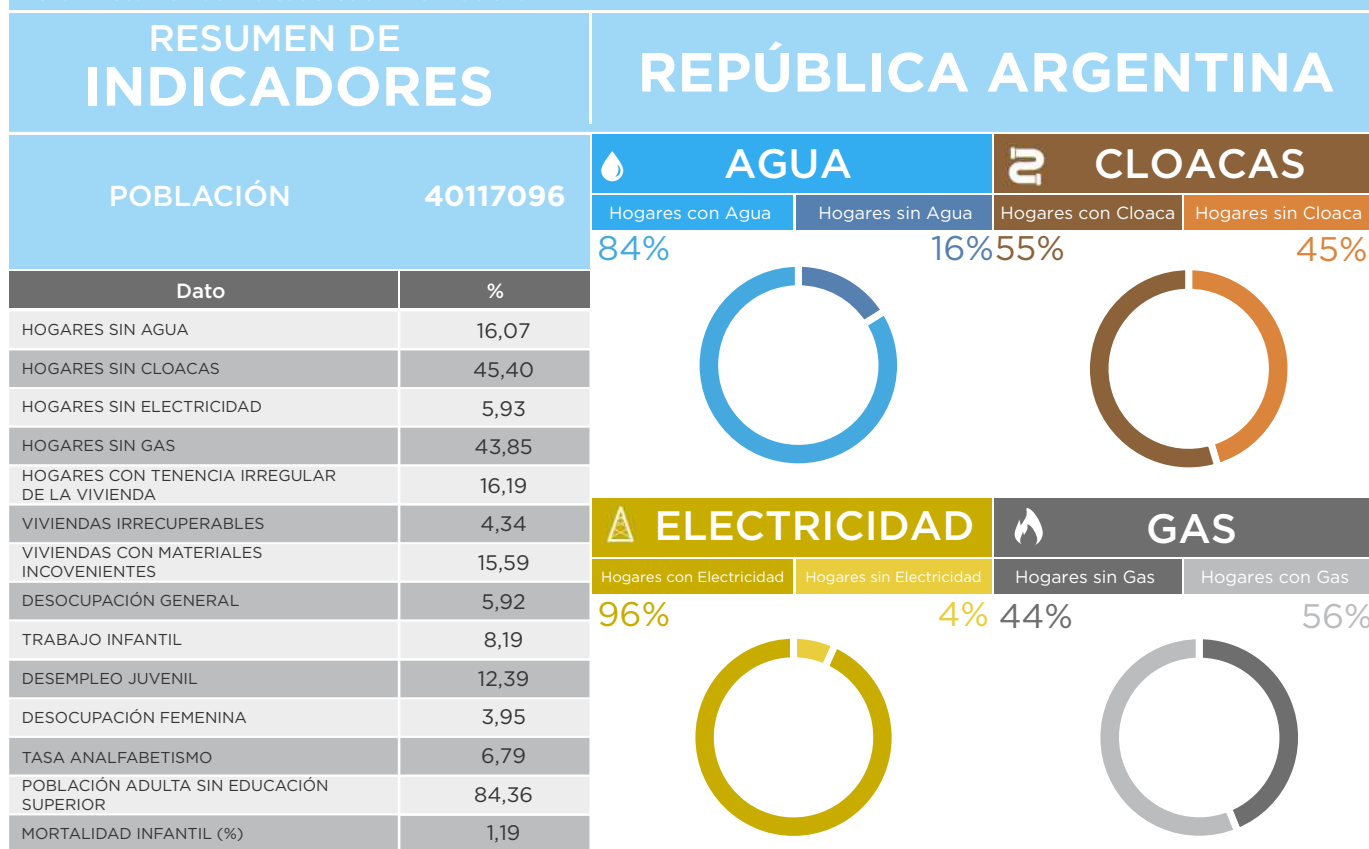 RESUMEN DE
INDICADORES
REPÚBLICA ARGENTINA
POBLACIÓN 40117096
Dato %
HOGARES SIN AGUA 16,07
HOGARES SIN CLOACAS 45,40
HOGARES SIN ELECTRICIDAD 5,93
HOGARES SIN GAS 43,85
HOGARES CON TENENCIA IRREGULAR
DE LA VIVIENDA 16,19
VIVIENDAS IRRECUPERABLES 4,34
VIVIENDAS CON MATERIALES
INCOVENIENTES 15,59
DESOCUPACIÓN GENERAL 5,92
TRABAJO INFANTIL 8,19
DESEMPLEO JUVENIL 12,39
DESOCUPACIÓN FEMENINA 3,95
TASA ANALFABETISMO 6,79
POBLACIÓN ADULTA SIN EDUCACIÓN
SUPERIOR 84,36
MORTALIDAD INFANTIL (%) 1,19
AGUA
Hogares con Agua Hogares sin Agua
84% 16%
CLOACAS
Hogares con Cloaca Hogares sin Cloaca
55% 45%
ELECTRICIDAD
Hogares con Electricidad Hogares sin Electricidad
96% 4%
GAS
Hogares sin Gas Hogares con Gas
44% 56%